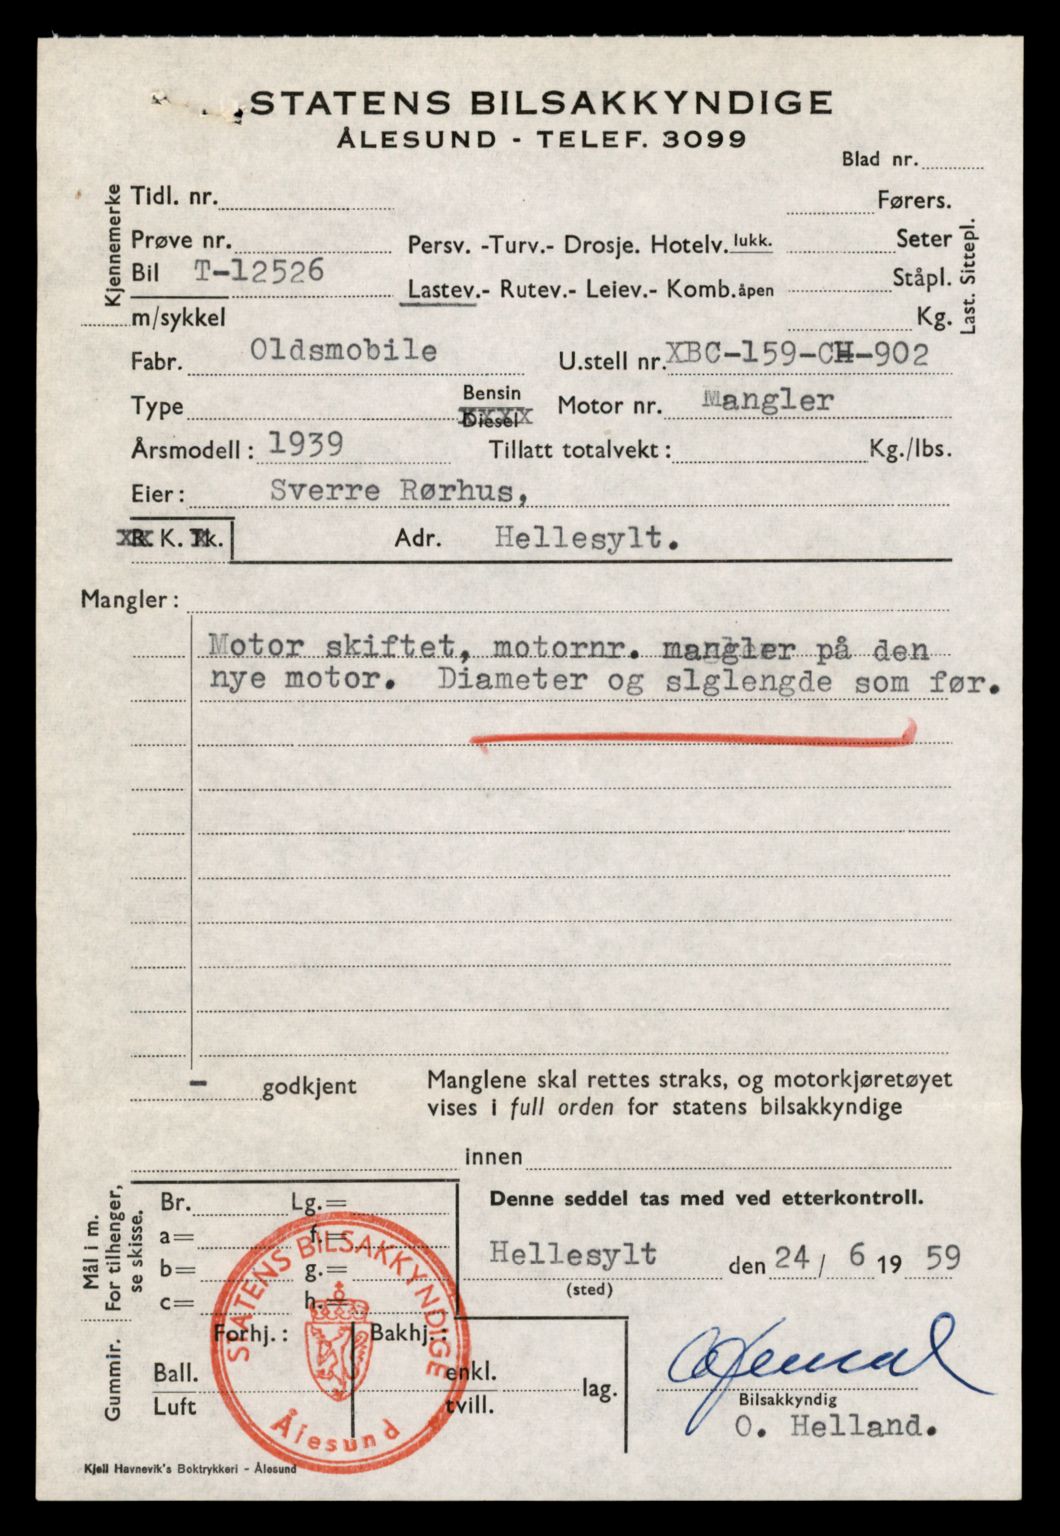 STATENS BILSAKKYNDIGE
ÅLESUND - TELEF. 3099
Blad nr.
Kjennemerke
Tidl. nr. Førers.
Prøve nr. Persv. -Turv.- Drosje. Hotelv. lukk. Seter
Bil T-12526 Lastev.- Rutev.- Leiev.- Komb. åpen Ståpl.
Last. Sittepl.
m/sykkel Kg.
Fabr. Oldsmobile U.stell nr. XBC-159-CH-902
Type Bensin Diesel Motor nr. Mangler
Årsmodell: 1939 Tillatt totalvekt: Kg./lbs.
Eier: Sverre Rørhus,
R. K. Tk. Adr. Hellesylt.
Mangler:
Motor skiftet, motornr. mangler på den
nye motor. Diameter og slglengde som før.
- godkjent Manglene skal rettes straks, og motorkjøretøyet
vises i full orden for statens bilsakkyndige
innen
Mål i m.
For tilhenger,
se skisse.
Br. Lg.= Denne seddel tas med ved etterkontroll.
a= f.=
b= g.= Hellesylt den 24/ 6 19 59
(sted)
c= h.=
STATENS BILSAKKYNDIGE
Ålesund
Gummir.
Forhj.: Bakhj.:
Ball. enkl.
lag.
Luft tvill.
Bilsakkyndig
O. Helland.
Kjell Havnevik's Boktrykkeri - Ålesund